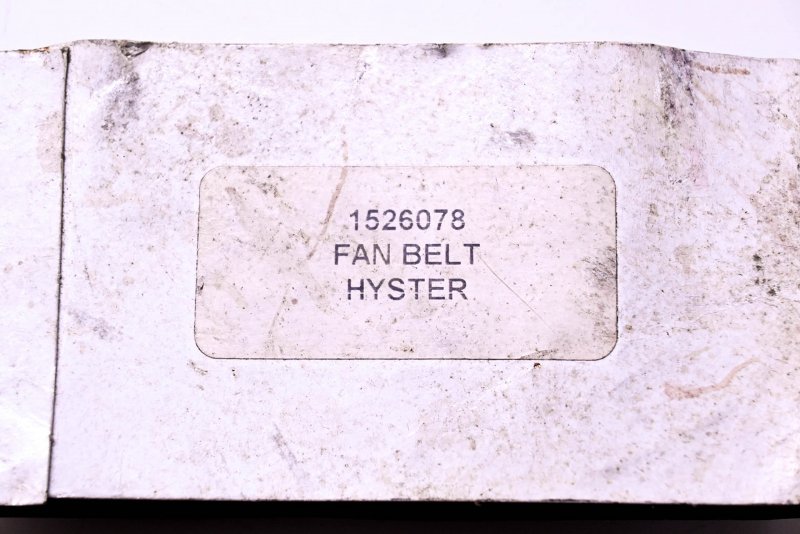 1526078
FAN BELT
HYSTER